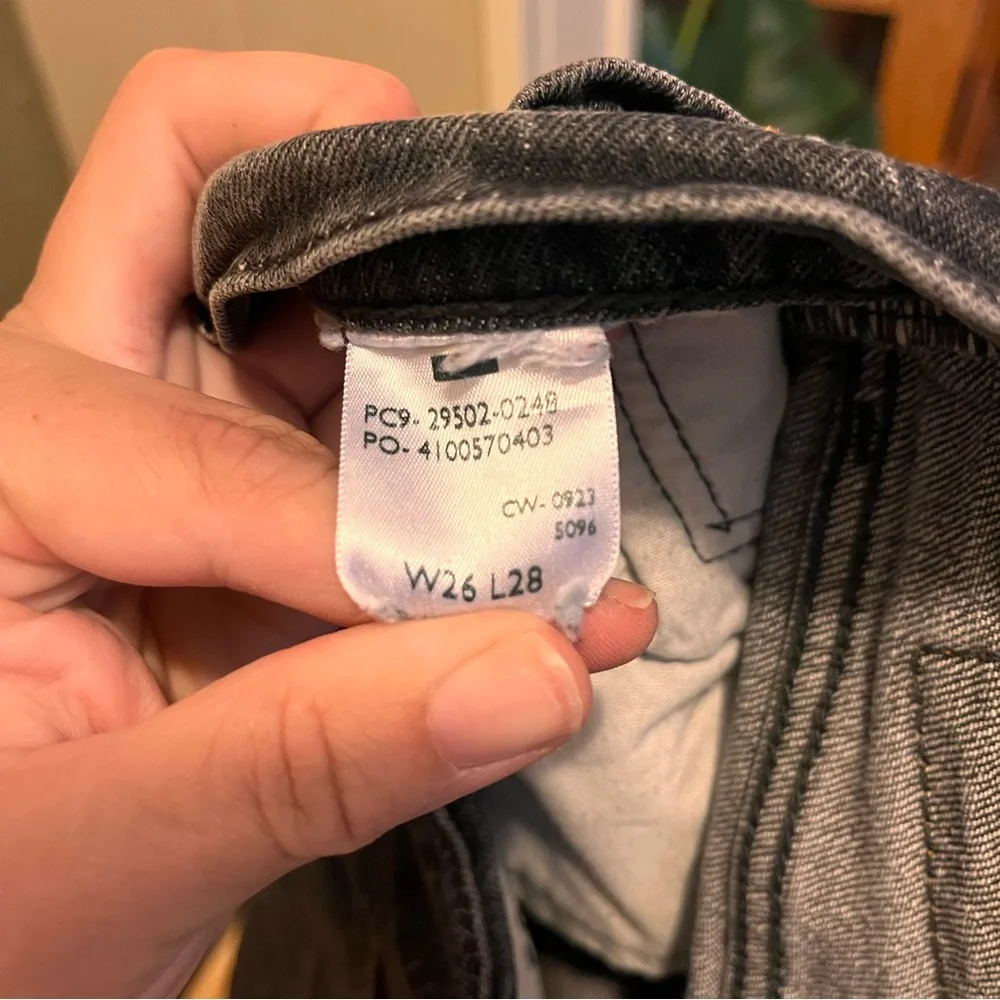 PC9- 29502-0248
PO- 4100570403
CW- 0923
5096
W26 L28